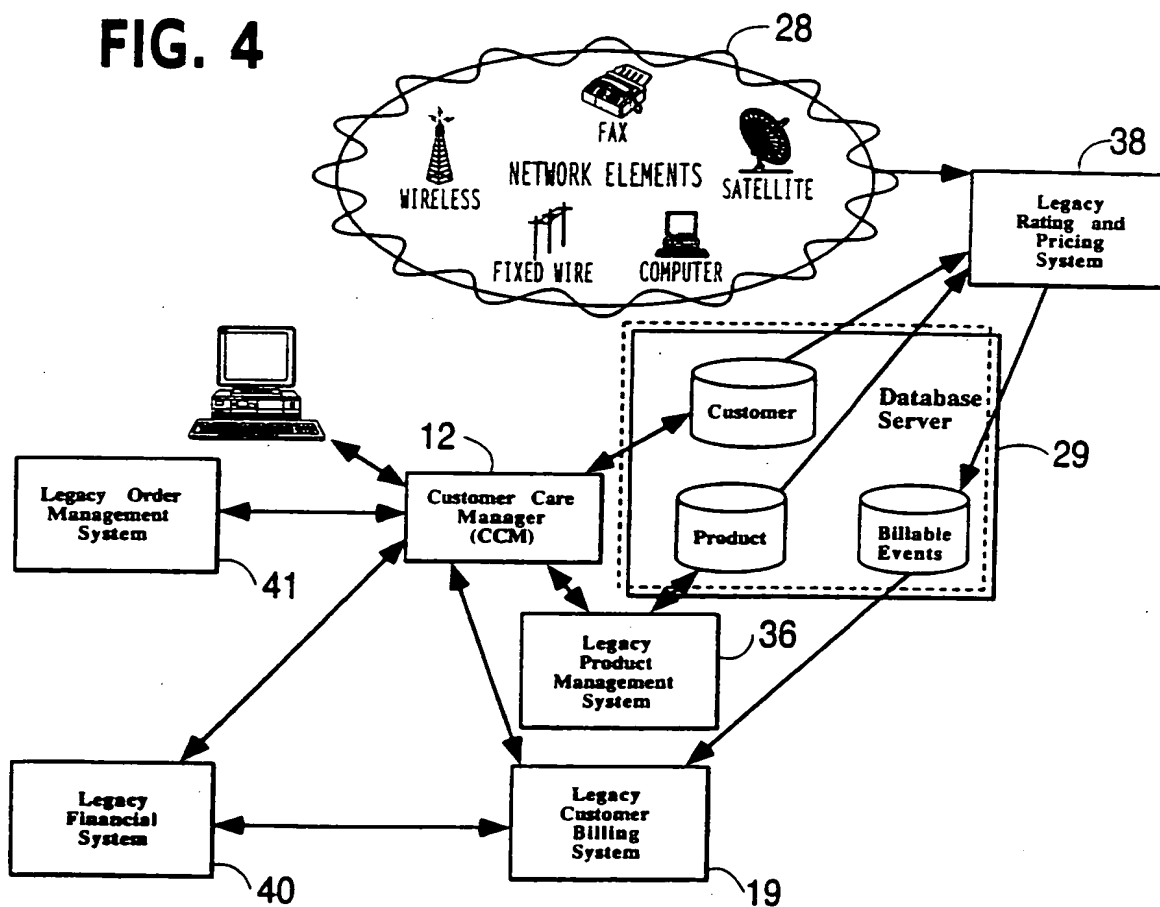 FIG. 4
28
FAX
WIRELESS
NETWORK ELEMENTS
SATELLITE
FIXED WIRE
COMPUTER
38
Legacy
Rating and
Pricing
System
Customer
Database
Server
29
12
Customer Care
Manager
(CCM)
Legacy Order
Management
System
41
Product
Billable
Events
Legacy
Product
Management
System
36
Legacy
Financial
System
40
Legacy
Customer
Billing
System
19